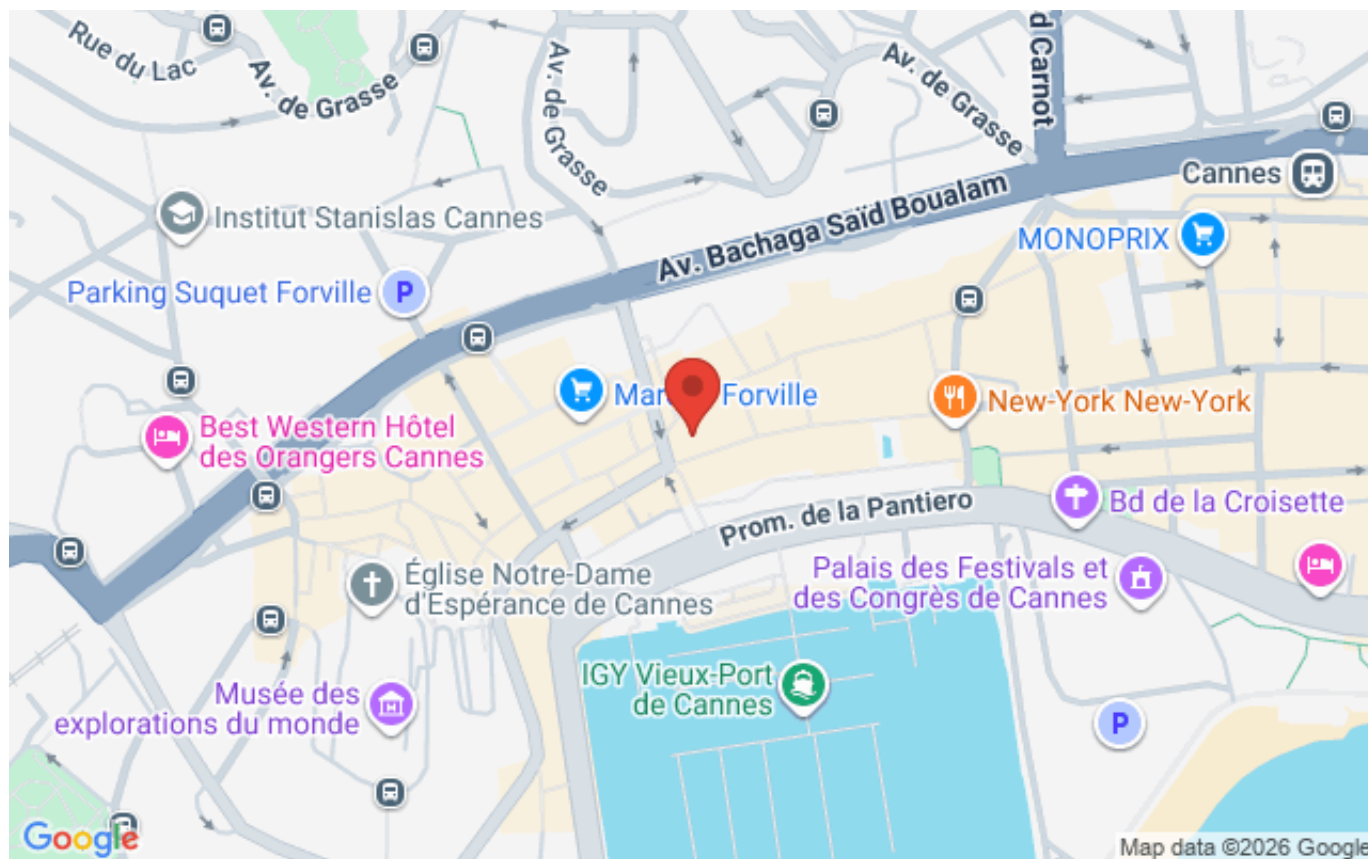 Rue du Lac
Av. de Grasse
Av. de Grasse
Av. de Grasse
d Carnot
Cannes
Institut Stanislas Cannes
Av. Bachaga Saïd Boualam
MONOPRIX
Parking Suquet Forville
P
Mar
Forville
New-York New-York
Best Western Hôtel
des Orangers Cannes
Prom. de la Pantiero
Bd de la Croisette
Église Notre-Dame
d'Espérance de Cannes
Palais des Festivals et
des Congrès de Cannes
IGY Vieux-Port
de Cannes
Musée des
explorations du monde
P
Google
Map data ©2026 Google